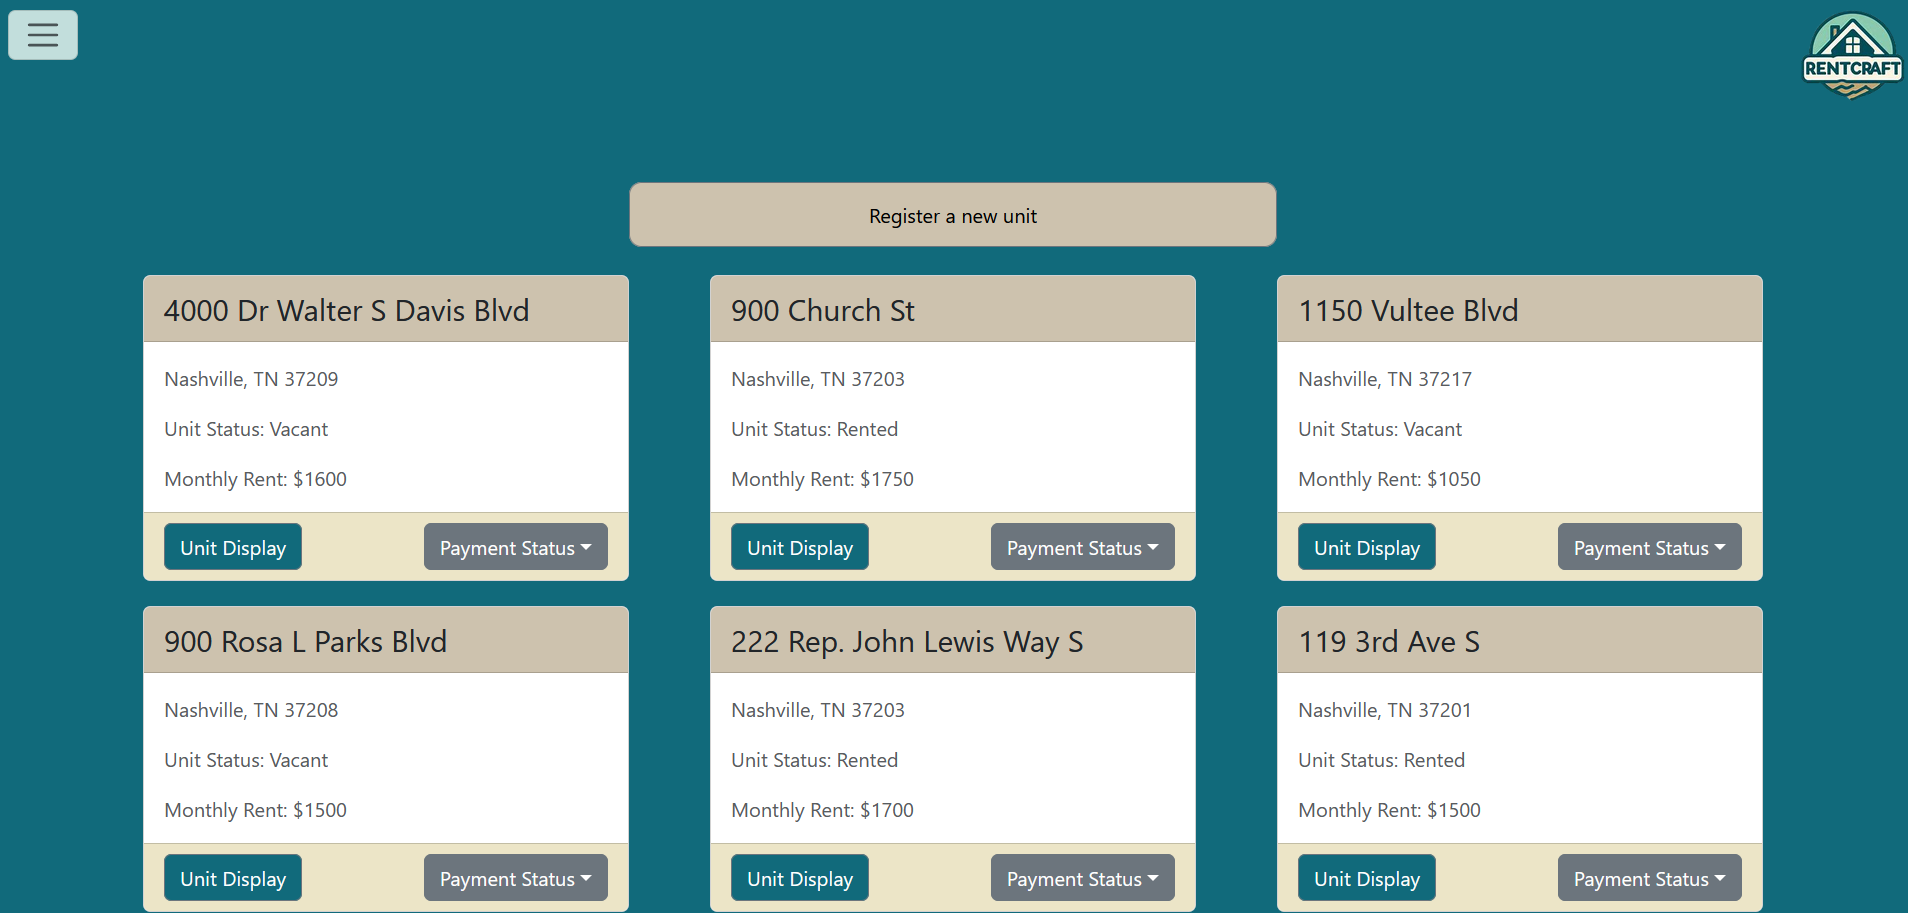 RENTCRAFT
Register a new unit
4000 Dr Walter S Davis Blvd
Nashville, TN 37209
Unit Status: Vacant
Monthly Rent: $1600
Unit Display
Payment Status
900 Church St
Nashville, TN 37203
Unit Status: Rented
Monthly Rent: $1750
Unit Display
Payment Status
1150 Vultee Blvd
Nashville, TN 37217
Unit Status: Vacant
Monthly Rent: $1050
Unit Display
Payment Status
900 Rosa L Parks Blvd
Nashville, TN 37208
Unit Status: Vacant
Monthly Rent: $1500
Unit Display
Payment Status
222 Rep. John Lewis Way S
Nashville, TN 37203
Unit Status: Rented
Monthly Rent: $1700
Unit Display
Payment Status
119 3rd Ave S
Nashville, TN 37201
Unit Status: Rented
Monthly Rent: $1500
Unit Display
Payment Status